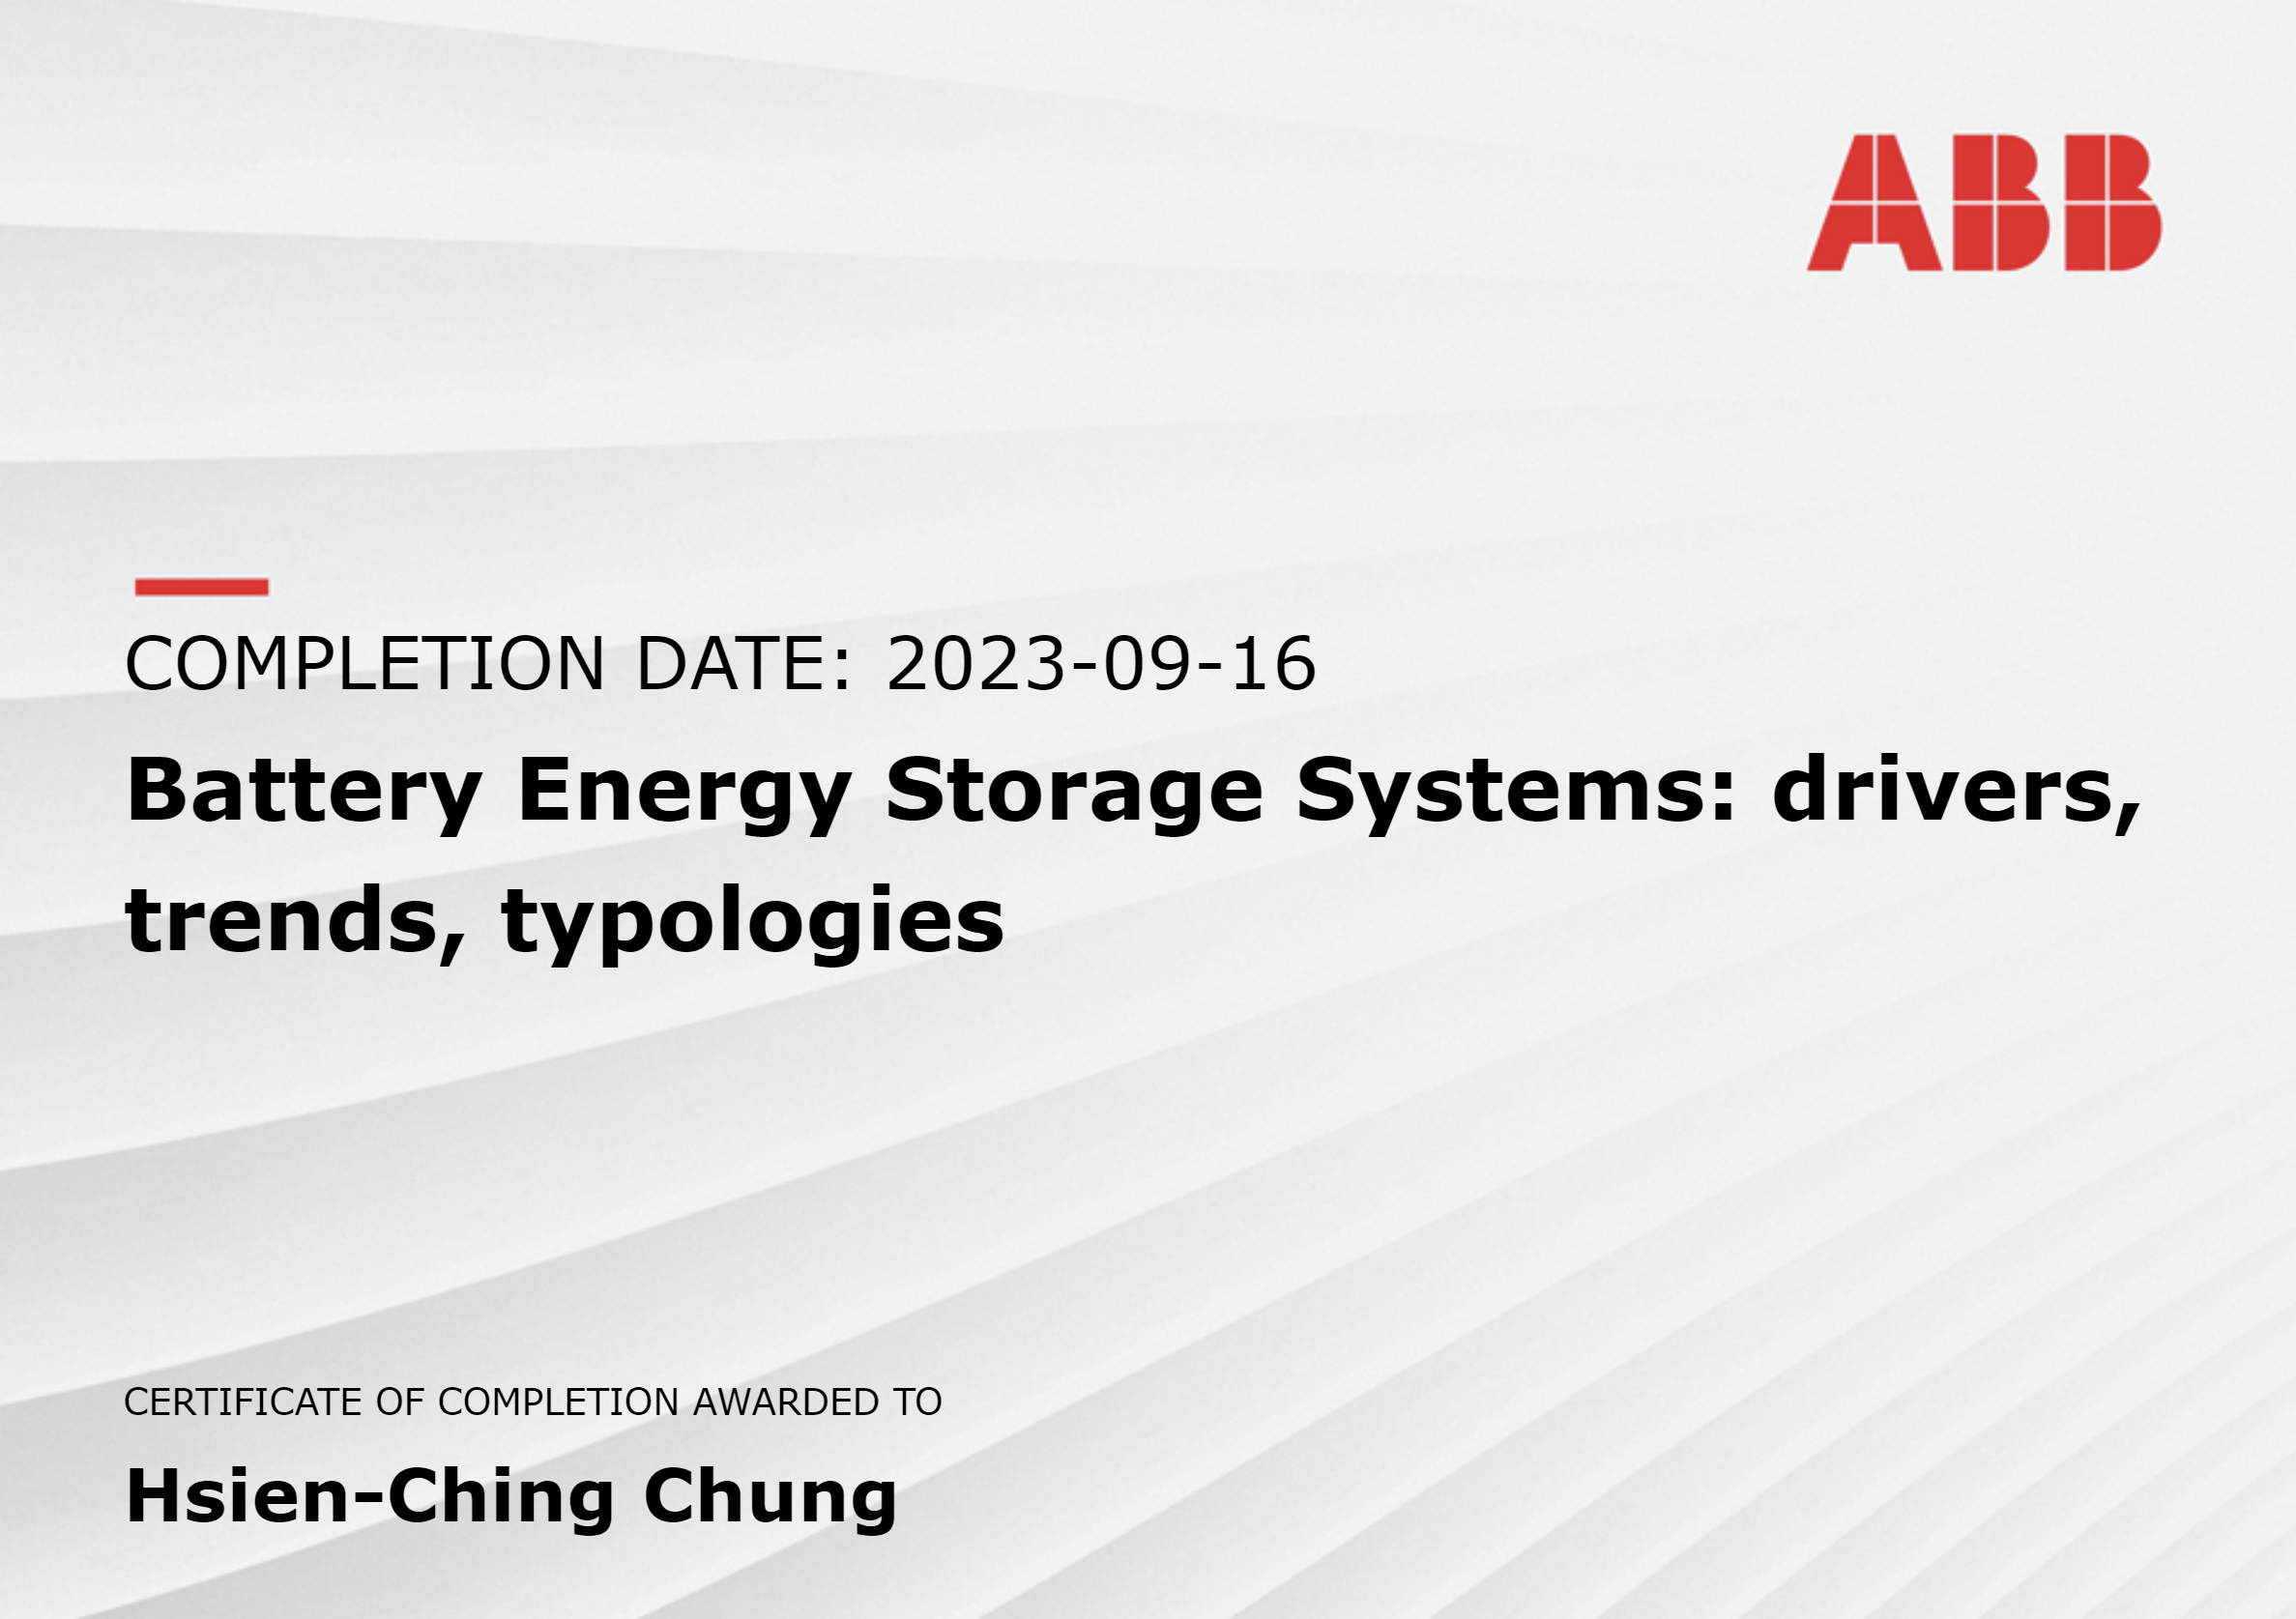 ABB
COMPLETION DATE: 2023-09-16
Battery Energy Storage Systems: drivers,
trends, typologies
CERTIFICATE OF COMPLETION AWARDED TO
Hsien-Ching Chung